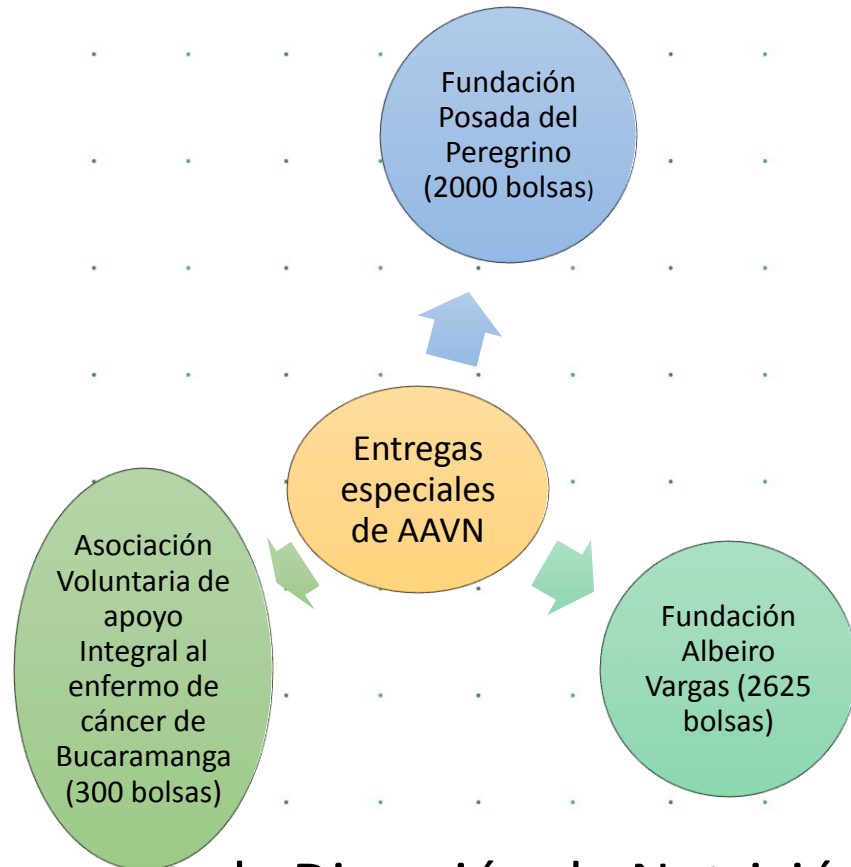 Fundación
Posada del
Peregrino
(2000 bolsas)
Entregas
especiales
de AAVN
Asociación
Voluntaria de
apoyo
Integral al
enfermo de
cáncer de
Bucaramanga
(300 bolsas)
Fundación
Albeiro
Vargas (2625
bolsas)